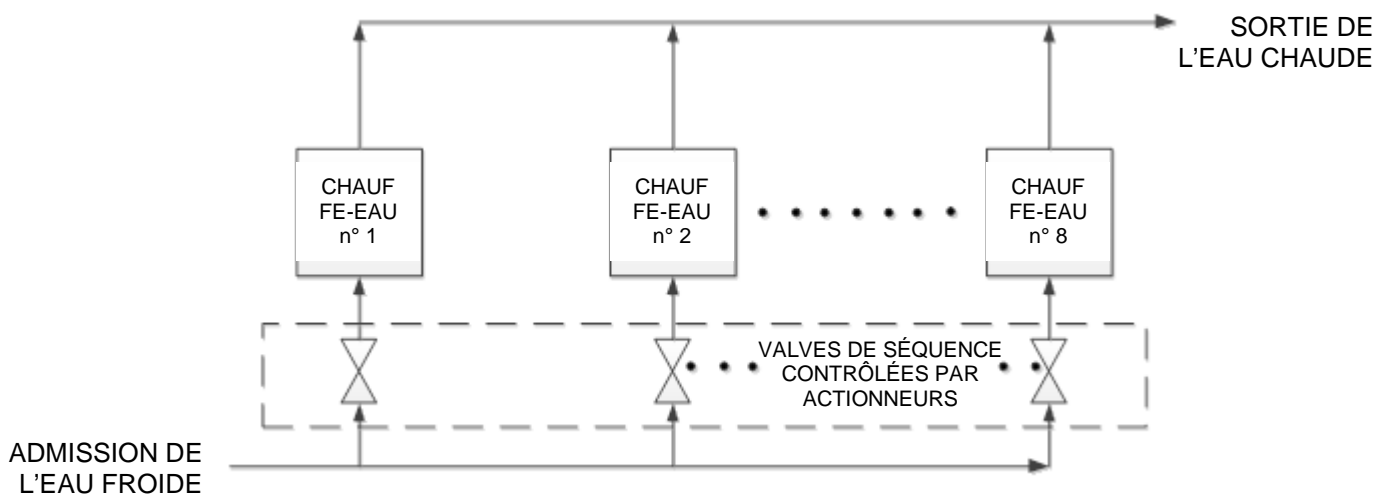 SORTIE DE
L'EAU CHAUDE
CHAUF
FE-EAU
n° 1
CHAUF
FE-EAU
n° 2
CHAUF
FE-EAU
n° 8
VALVES DE SÉQUENCE
CONTRÔLÉES PAR
ACTIONNEURS
ADMISSION DE
L'EAU FROIDE